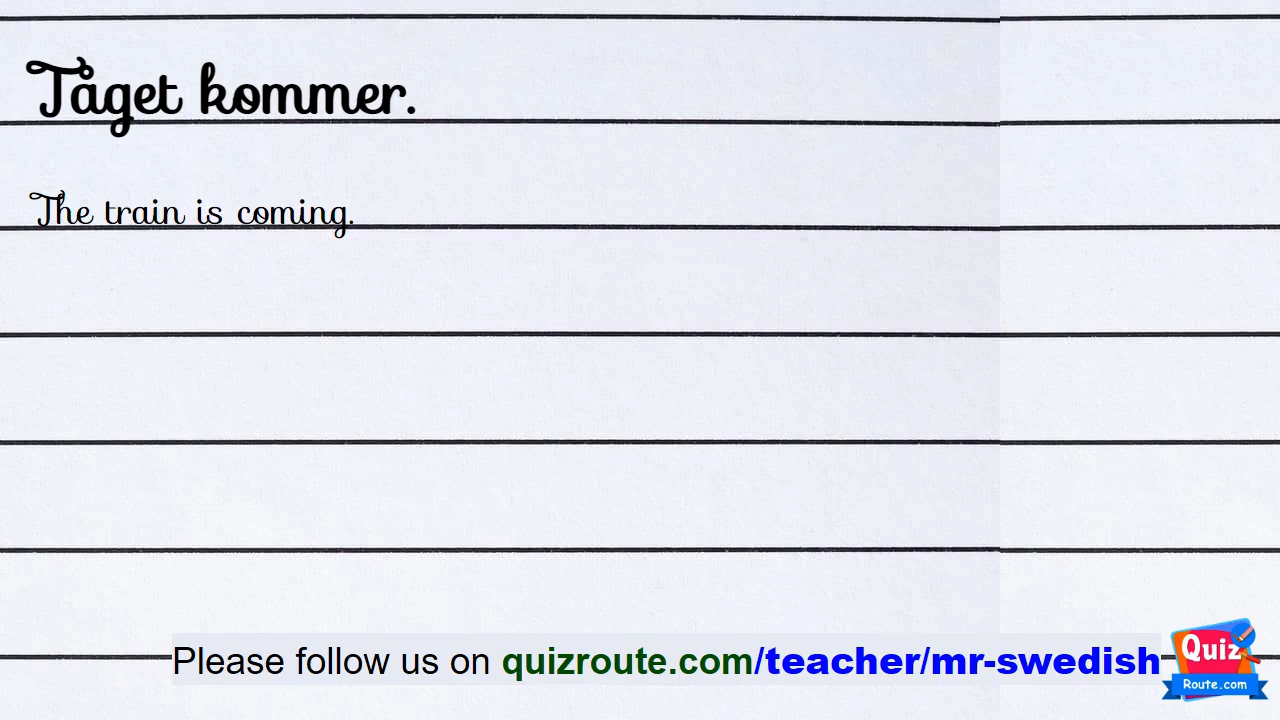 Tåget kommer.
The train is coming.
Please follow us on quizroute.com/teacher/mr-swedish
Quiz
Route.com